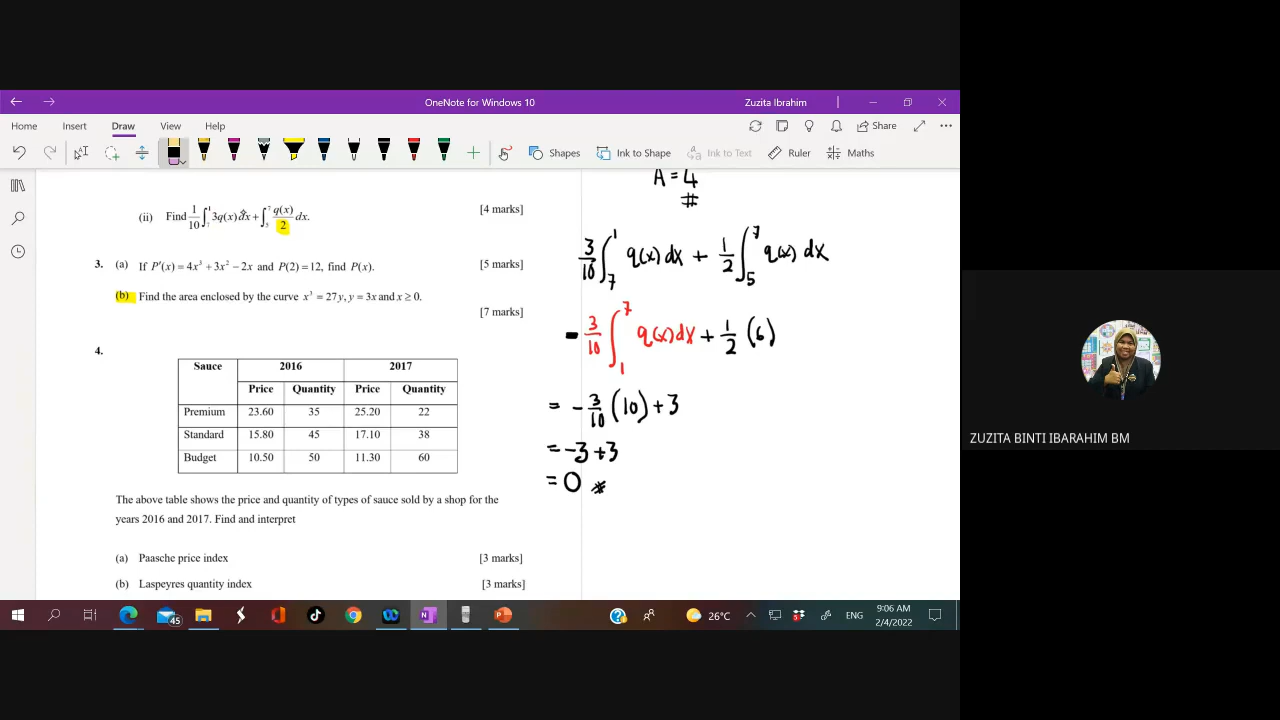 OneNote for Windows 10
Zuzita Ibrahim
Home Insert Draw View Help
Share
Shapes Ink to Shape Ink to Text Ruler Maths
(ii) Find 1/10 ∫₇¹ 3q(x) dx + ∫₅⁷ q(x)/2 dx. [4 marks]
3. (a) If P'(x) = 4x³ + 3x² − 2x and P(2) = 12, find P(x). [5 marks]
(b) Find the area enclosed by the curve x³ = 27y, y = 3x and x ≥ 0.
[7 marks]
4.
Sauce 2016 2017
Price Quantity Price Quantity
Premium 23.60 35 25.20 22
Standard 15.80 45 17.10 38
Budget 10.50 50 11.30 60
The above table shows the price and quantity of types of sauce sold by a shop for the
years 2016 and 2017. Find and interpret
(a) Paasche price index [3 marks]
(b) Laspeyres quantity index [3 marks]
A = 4
#
3/10 ∫₇¹ q(x) dx + 1/2 ∫₅⁷ q(x) dx
- 3/10 ∫₁⁷ q(x) dx + 1/2 (6)
= - 3/10 (10) + 3
= -3 + 3
= 0
ZUZITA BINTI IBARAHIM BM
45
26°C
ENG
9:06 AM
2/4/2022